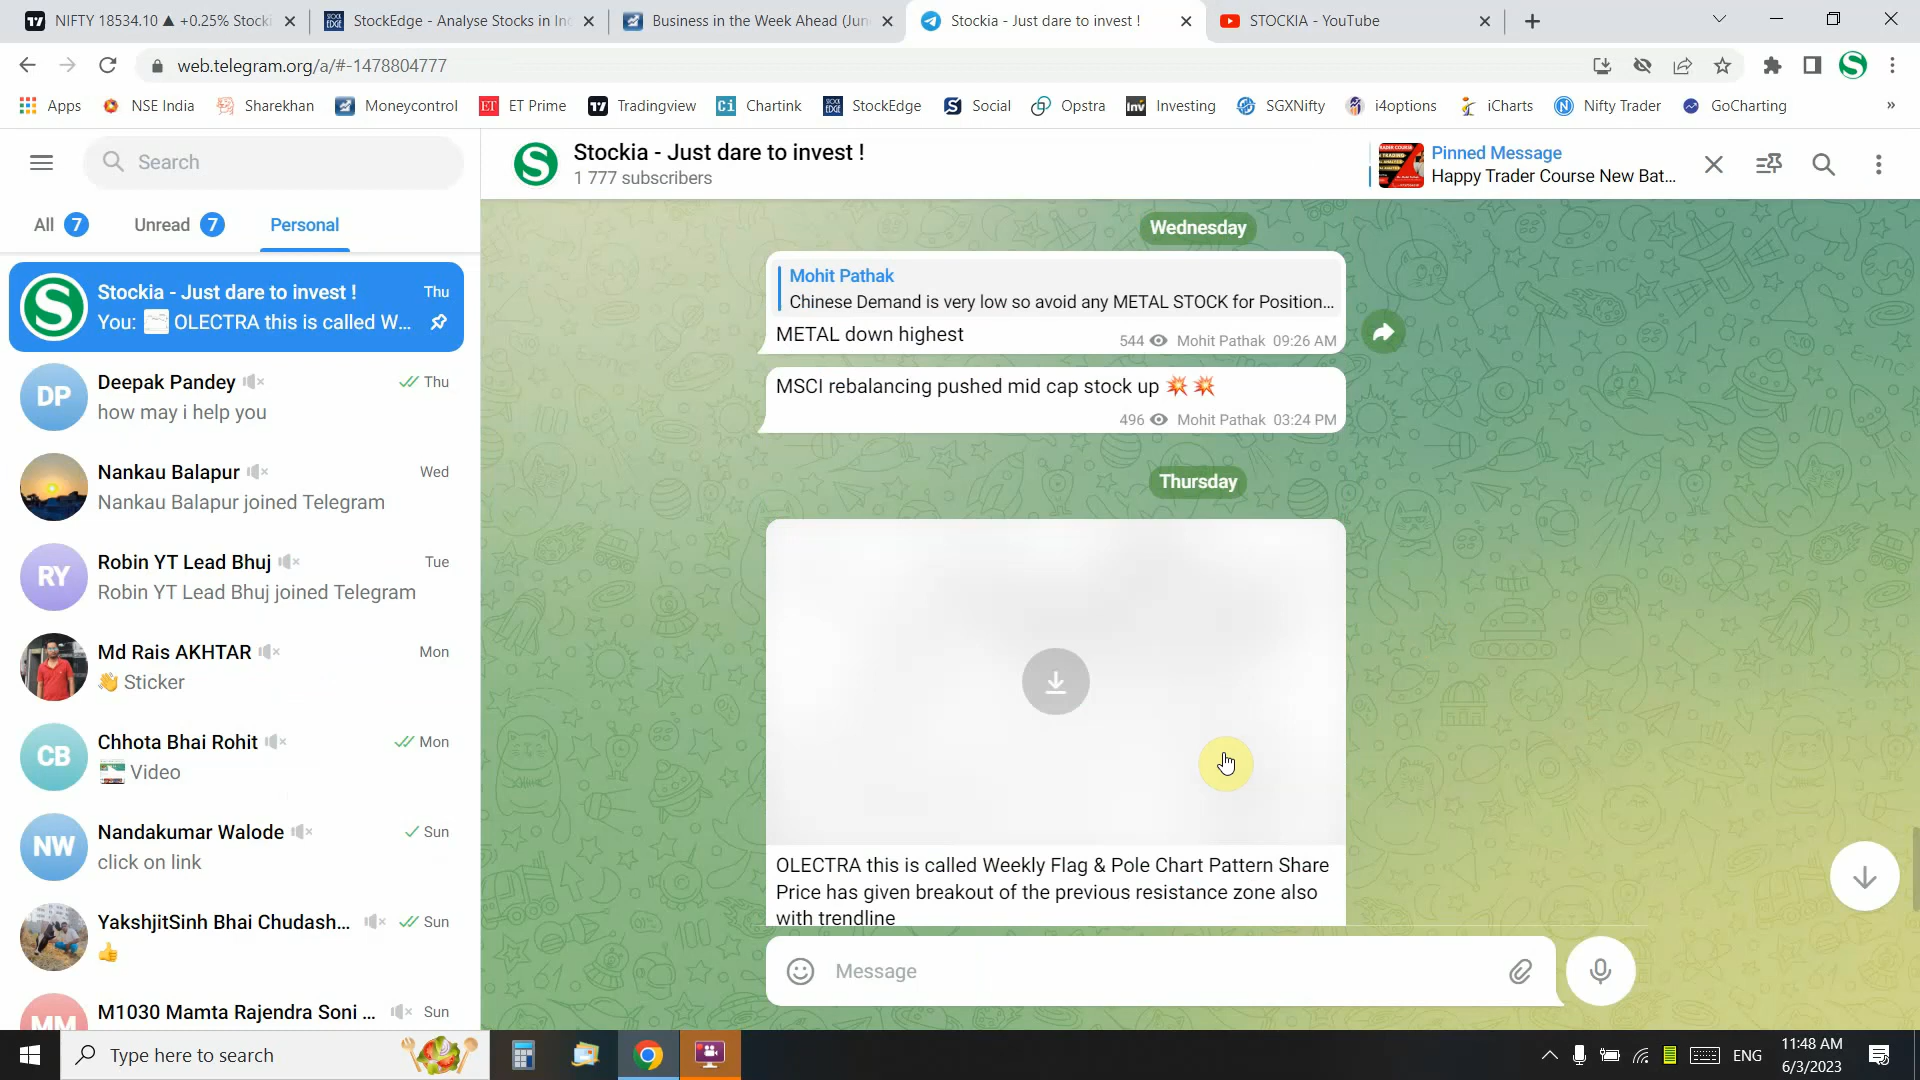 NIFTY 18534.10 ▲ +0.25% Stocki
StockEdge - Analyse Stocks in Inc
Business in the Week Ahead (Jun
Stockia - Just dare to invest !
STOCKIA - YouTube
web.telegram.org/a/#-1478804777
Apps
NSE India
Sharekhan
Moneycontrol
ET Prime
Tradingview
Chartink
StockEdge
Social
Opstra
Investing
SGXNifty
i4options
iCharts
Nifty Trader
GoCharting
»
Search
Stockia - Just dare to invest !
1 777 subscribers
Pinned Message
Happy Trader Course New Bat...
All 7
Unread 7
Personal
Stockia - Just dare to invest ! Thu
You: OLECTRA this is called W...
DP
Deepak Pandey Thu
how may i help you
Nankau Balapur Wed
Nankau Balapur joined Telegram
RY
Robin YT Lead Bhuj Tue
Robin YT Lead Bhuj joined Telegram
Md Rais AKHTAR Mon
👋 Sticker
CB
Chhota Bhai Rohit Mon
Video
NW
Nandakumar Walode Sun
click on link
YakshjitSinh Bhai Chudash... Sun
👍
MM
M1030 Mamta Rajendra Soni ... Sun
Wednesday
Mohit Pathak
Chinese Demand is very low so avoid any METAL STOCK for Position...
METAL down highest
544 Mohit Pathak 09:26 AM
MSCI rebalancing pushed mid cap stock up 💥 💥
496 Mohit Pathak 03:24 PM
Thursday
OLECTRA this is called Weekly Flag & Pole Chart Pattern Share
Price has given breakout of the previous resistance zone also
with trendline
Message
Type here to search
ENG
11:48 AM
6/3/2023